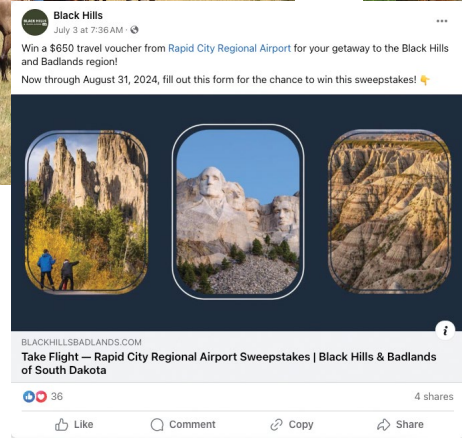 Black Hills
July 3 at 7:36 AM ·
Win a $650 travel voucher from Rapid City Regional Airport for your getaway to the Black Hills
and Badlands region!
Now through August 31, 2024, fill out this form for the chance to win this sweepstakes! 👇
BLACKHILLSBADLANDS.COM
Take Flight — Rapid City Regional Airport Sweepstakes | Black Hills & Badlands
of South Dakota
36
4 shares
Like
Comment
Copy
Share